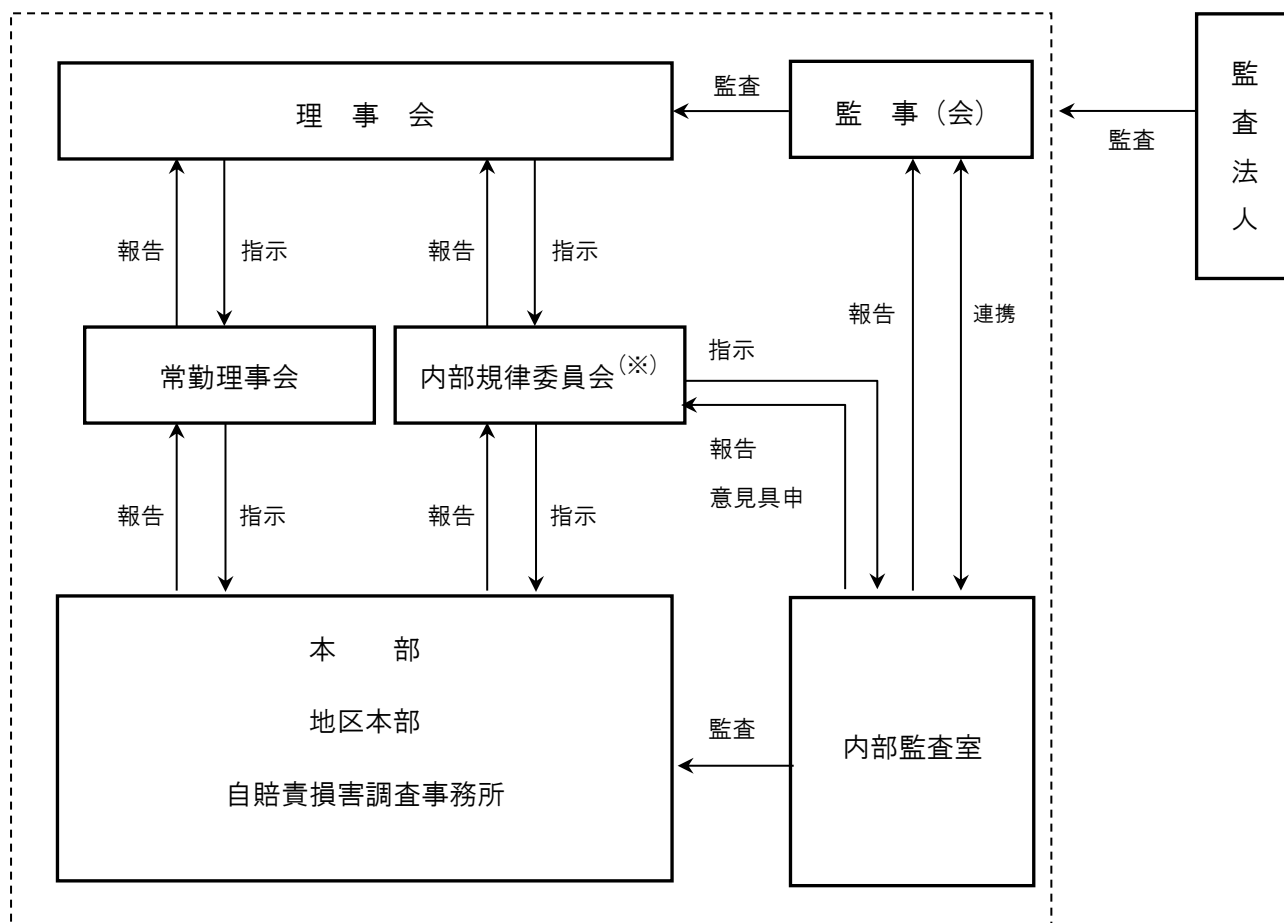 理　事　会
監査
監　事（会）
監査
監査法人
報告
指示
報告
指示
報告
連携
常勤理事会
内部規律委員会(※)
指示
報告
意見具申
報告
指示
報告
指示
本　　部
地区本部
自賠責損害調査事務所
監査
内部監査室